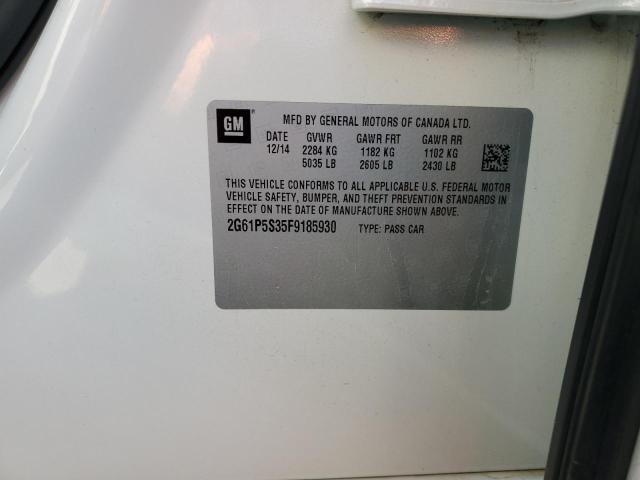 GM
MFD BY GENERAL MOTORS OF CANADA LTD.
DATE GVWR GAWR FRT GAWR RR
12/14 2284 KG 1182 KG 1102 KG
5035 LB 2605 LB 2430 LB
THIS VEHICLE CONFORMS TO ALL APPLICABLE U.S. FEDERAL MOTOR
VEHICLE SAFETY, BUMPER, AND THEFT PREVENTION STANDARDS IN
EFFECT ON THE DATE OF MANUFACTURE SHOWN ABOVE.
2G61P5S35F9185930 TYPE: PASS CAR